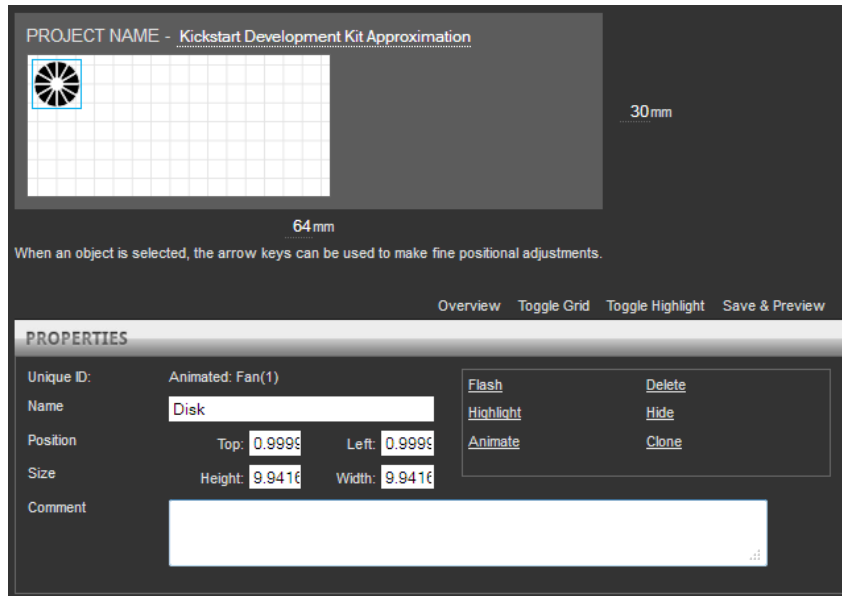 PROJECT NAME - Kickstart Development Kit Approximation
30mm
64mm
When an object is selected, the arrow keys can be used to make fine positional adjustments.
Overview Toggle Grid Toggle Highlight Save & Preview
PROPERTIES
Unique ID: Animated: Fan(1)
Flash Delete
Name Disk
Highlight Hide
Position Top: 0.9999 Left: 0.9999
Animate Clone
Size Height: 9.9416 Width: 9.9416
Comment